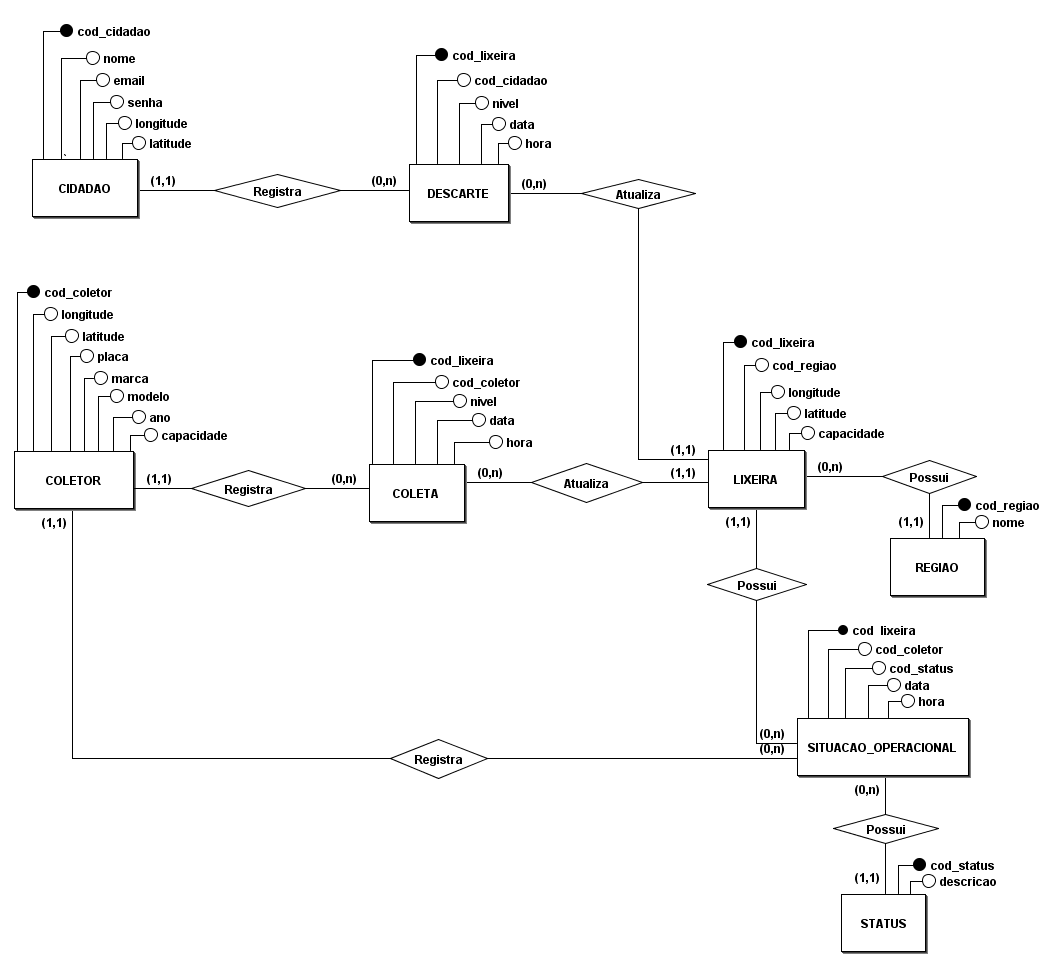 cod_cidadao
nome
email
senha
longitude
latitude
CIDADAO
(1,1)
Registra
(0,n)
cod_lixeira
cod_cidadao
nivel
data
hora
DESCARTE
(0,n)
Atualiza
(1,1)
cod_coletor
longitude
latitude
placa
marca
modelo
ano
capacidade
COLETOR
(1,1)
Registra
(0,n)
cod_lixeira
cod_coletor
nivel
data
hora
COLETA
(0,n)
Atualiza
(1,1)
cod_lixeira
cod_regiao
longitude
latitude
capacidade
LIXEIRA
(0,n)
Possui
(1,1)
cod_regiao
nome
REGIAO
(1,1)
Possui
(0,n)
(1,1)
Registra
(0,n)
cod lixeira
cod_coletor
cod_status
data
hora
SITUACAO_OPERACIONAL
(0,n)
Possui
(1,1)
cod_status
descricao
STATUS